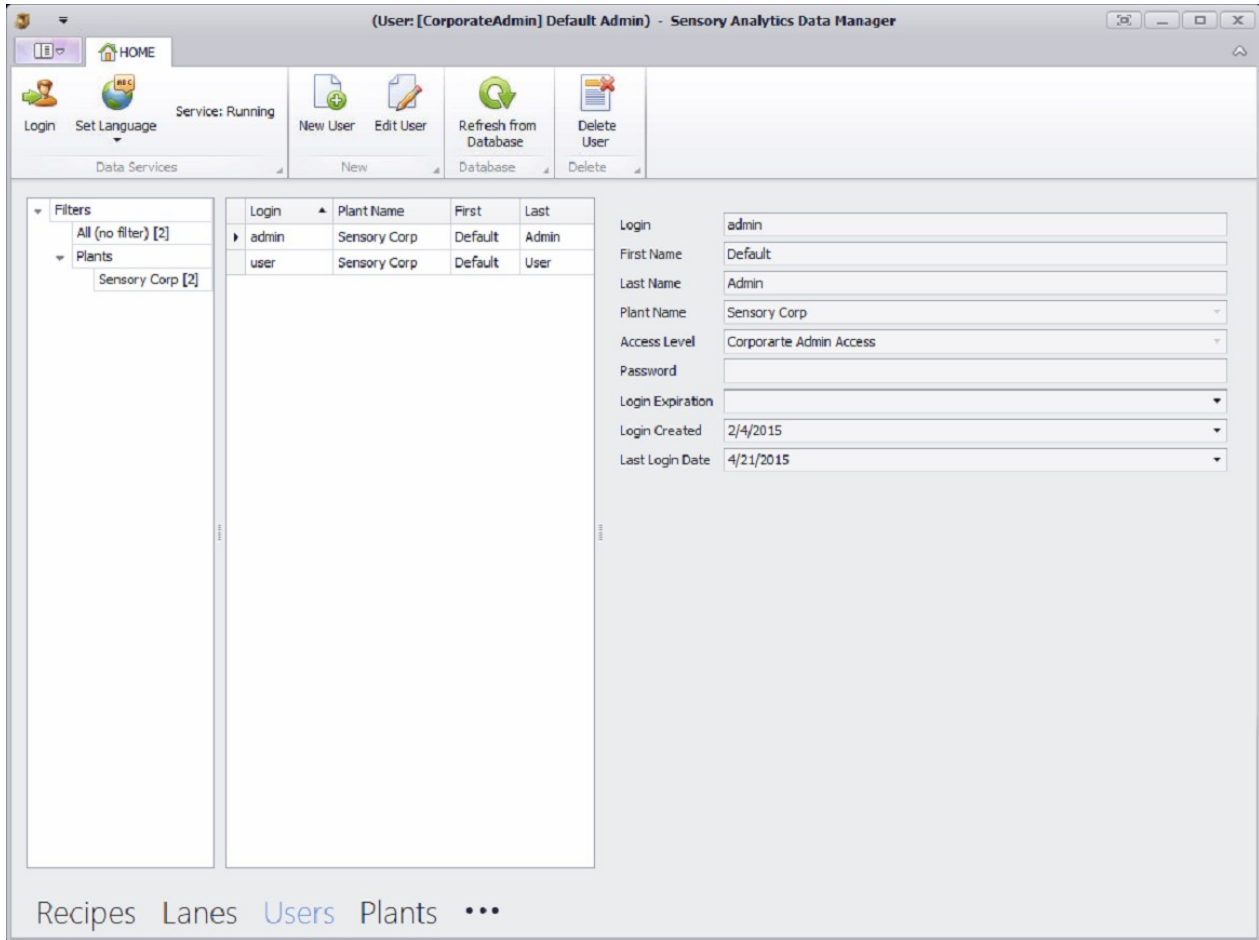 (User: [CorporateAdmin] Default Admin) - Sensory Analytics Data Manager
HOME
ABC
Login
Set Language
Service: Running
New User
Edit User
Refresh from
Database
Delete
User
Data Services
New
Database
Delete
Filters
All (no filter) [2]
Plants
Sensory Corp [2]
Login Plant Name First Last
admin Sensory Corp Default Admin
user Sensory Corp Default User
Login admin
First Name Default
Last Name Admin
Plant Name Sensory Corp
Access Level Corporarte Admin Access
Password
Login Expiration
Login Created 2/4/2015
Last Login Date 4/21/2015
Recipes Lanes Users Plants •••